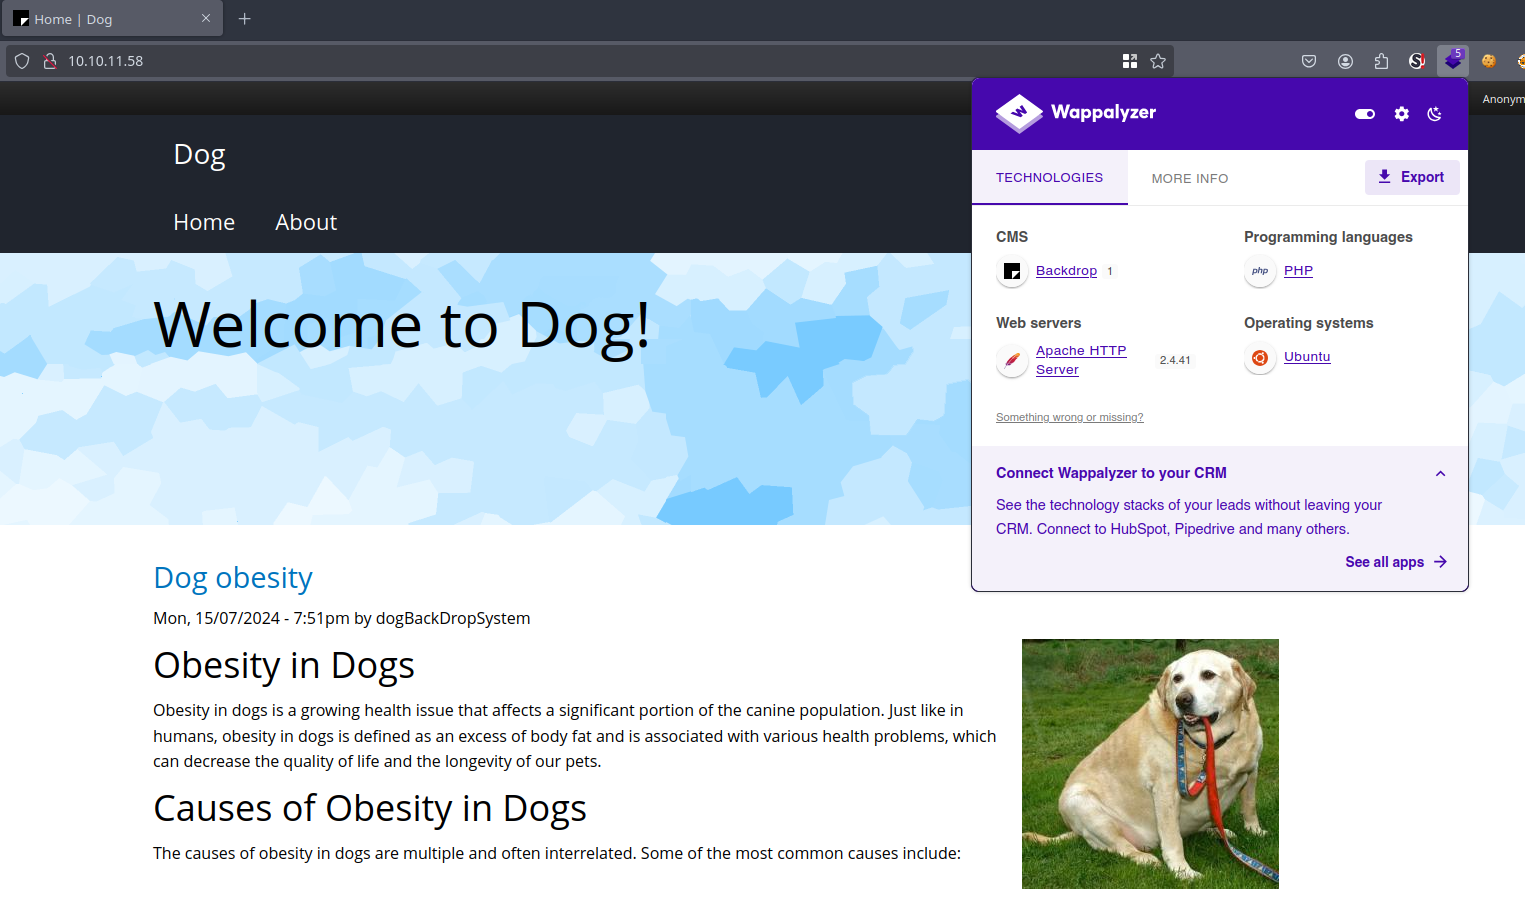 Home | Dog
10.10.11.58
5
Anonym
Wappalyzer
TECHNOLOGIES
MORE INFO
Export
CMS
Programming languages
Backdrop 1
php PHP
Web servers
Operating systems
Apache HTTP
Server
2.4.41
Ubuntu
Something wrong or missing?
Connect Wappalyzer to your CRM
See the technology stacks of your leads without leaving your
CRM. Connect to HubSpot, Pipedrive and many others.
See all apps
Dog
Home About
Welcome to Dog!
Dog obesity
Mon, 15/07/2024 - 7:51pm by dogBackDropSystem
Obesity in Dogs
Obesity in dogs is a growing health issue that affects a significant portion of the canine population. Just like in
humans, obesity in dogs is defined as an excess of body fat and is associated with various health problems, which
can decrease the quality of life and the longevity of our pets.
Causes of Obesity in Dogs
The causes of obesity in dogs are multiple and often interrelated. Some of the most common causes include: